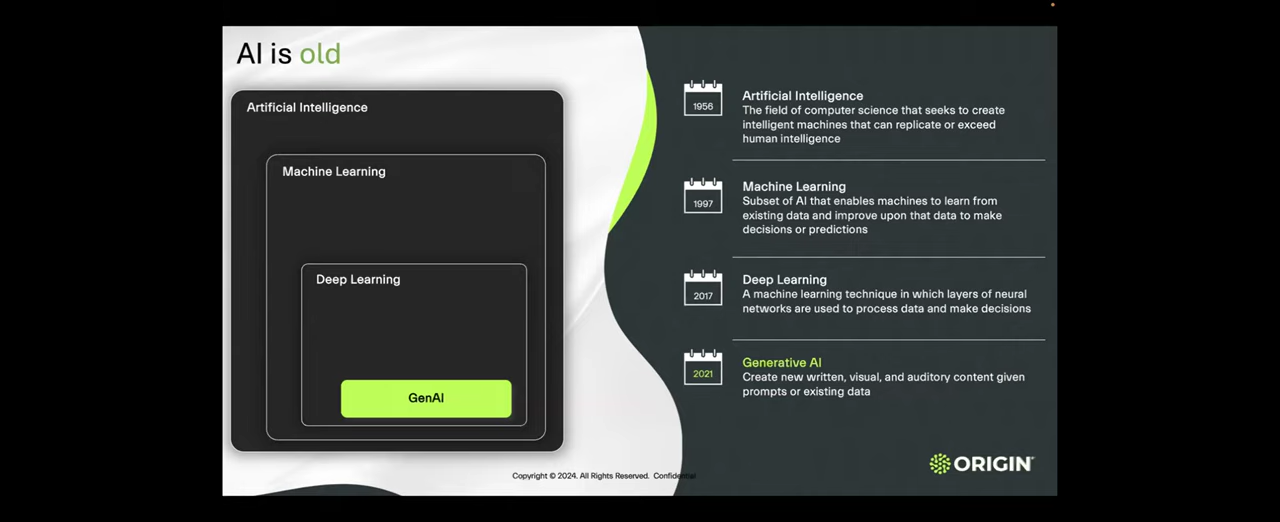 AI is old
Artificial Intelligence
Machine Learning
Deep Learning
GenAI
1956
Artificial Intelligence
The field of computer science that seeks to create
intelligent machines that can replicate or exceed
human intelligence
1997
Machine Learning
Subset of AI that enables machines to learn from
existing data and improve upon that data to make
decisions or predictions
2017
Deep Learning
A machine learning technique in which layers of neural
networks are used to process data and make decisions
2021
Generative AI
Create new written, visual, and auditory content given
prompts or existing data
Copyright © 2024. All Rights Reserved. Confidential
ORIGIN